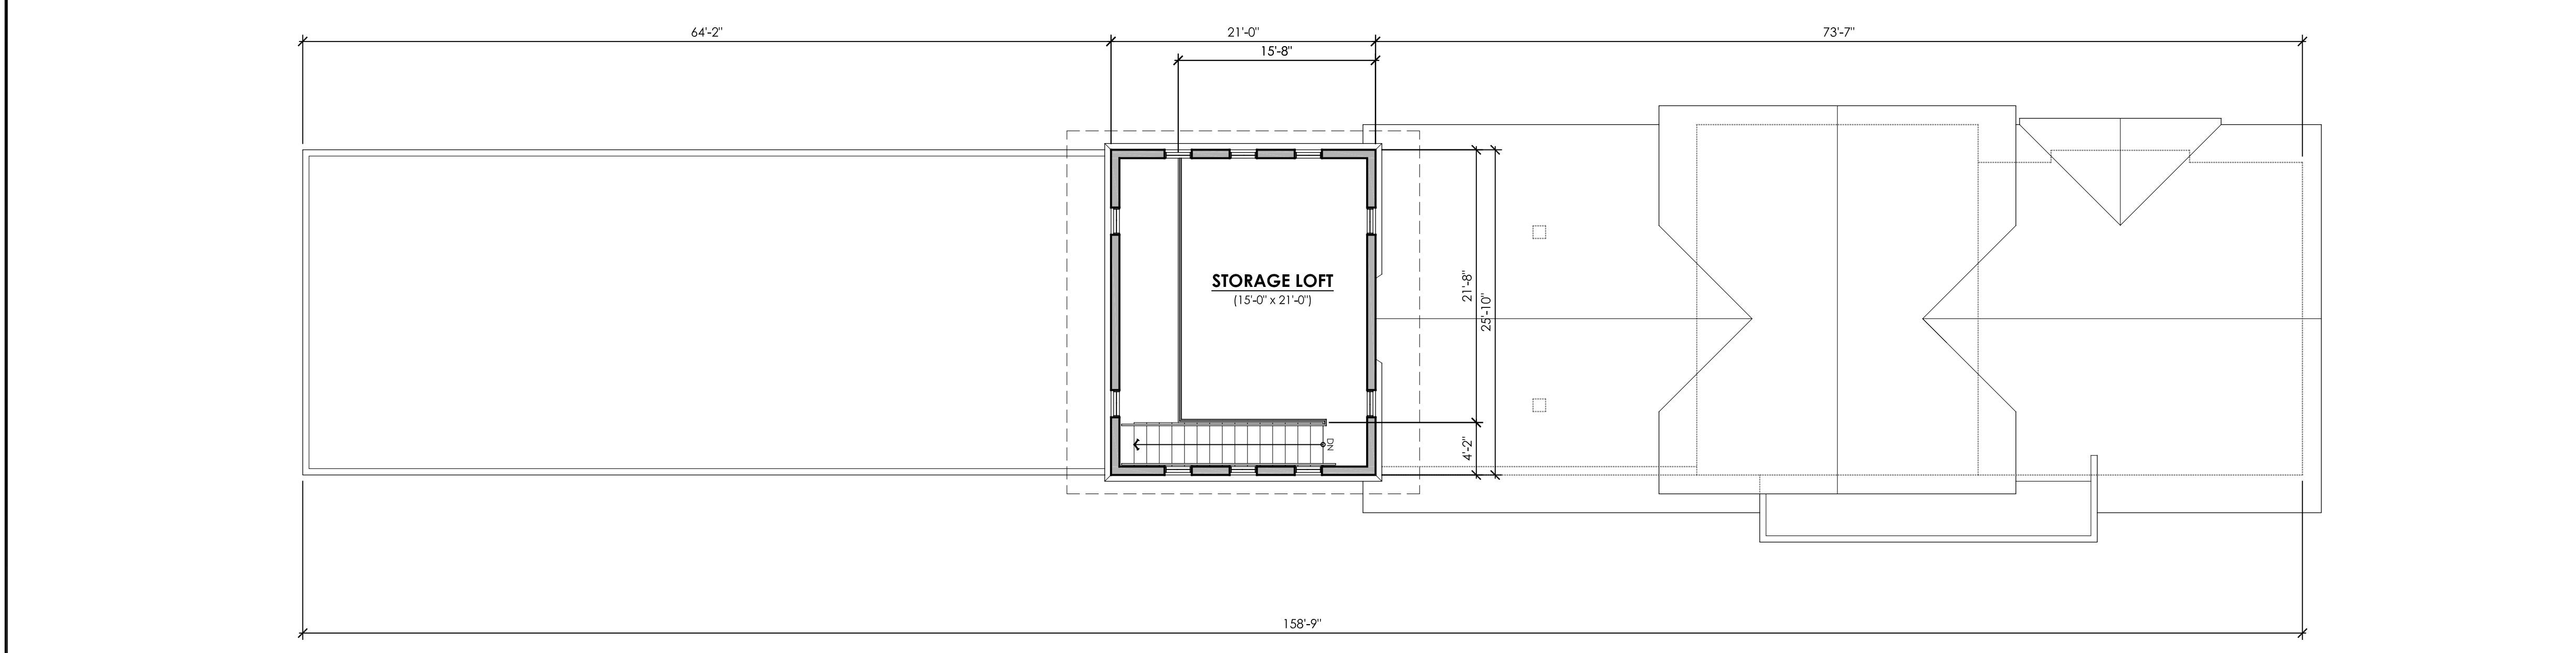 64'-2"
21'-0"
73'-7"
15'-8"
STORAGE LOFT
(15'-0" x 21'-0")
21'-8"
25'-10"
4'-2"
DN
158'-9"